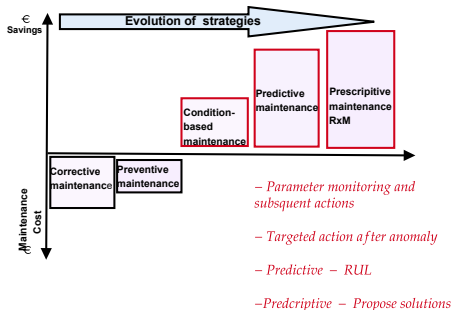 €
Savings
Evolution of strategies
Condition-
based
maintenance
Predictive
maintenance
Prescripitive
maintenance
RxM
Corrective
maintenance
Preventive
maintenance
Maintenance
Cost
€
– Parameter monitoring and
subsquent actions
– Targeted action after anomaly
– Predictive – RUL
–Predcriptive – Propose solutions